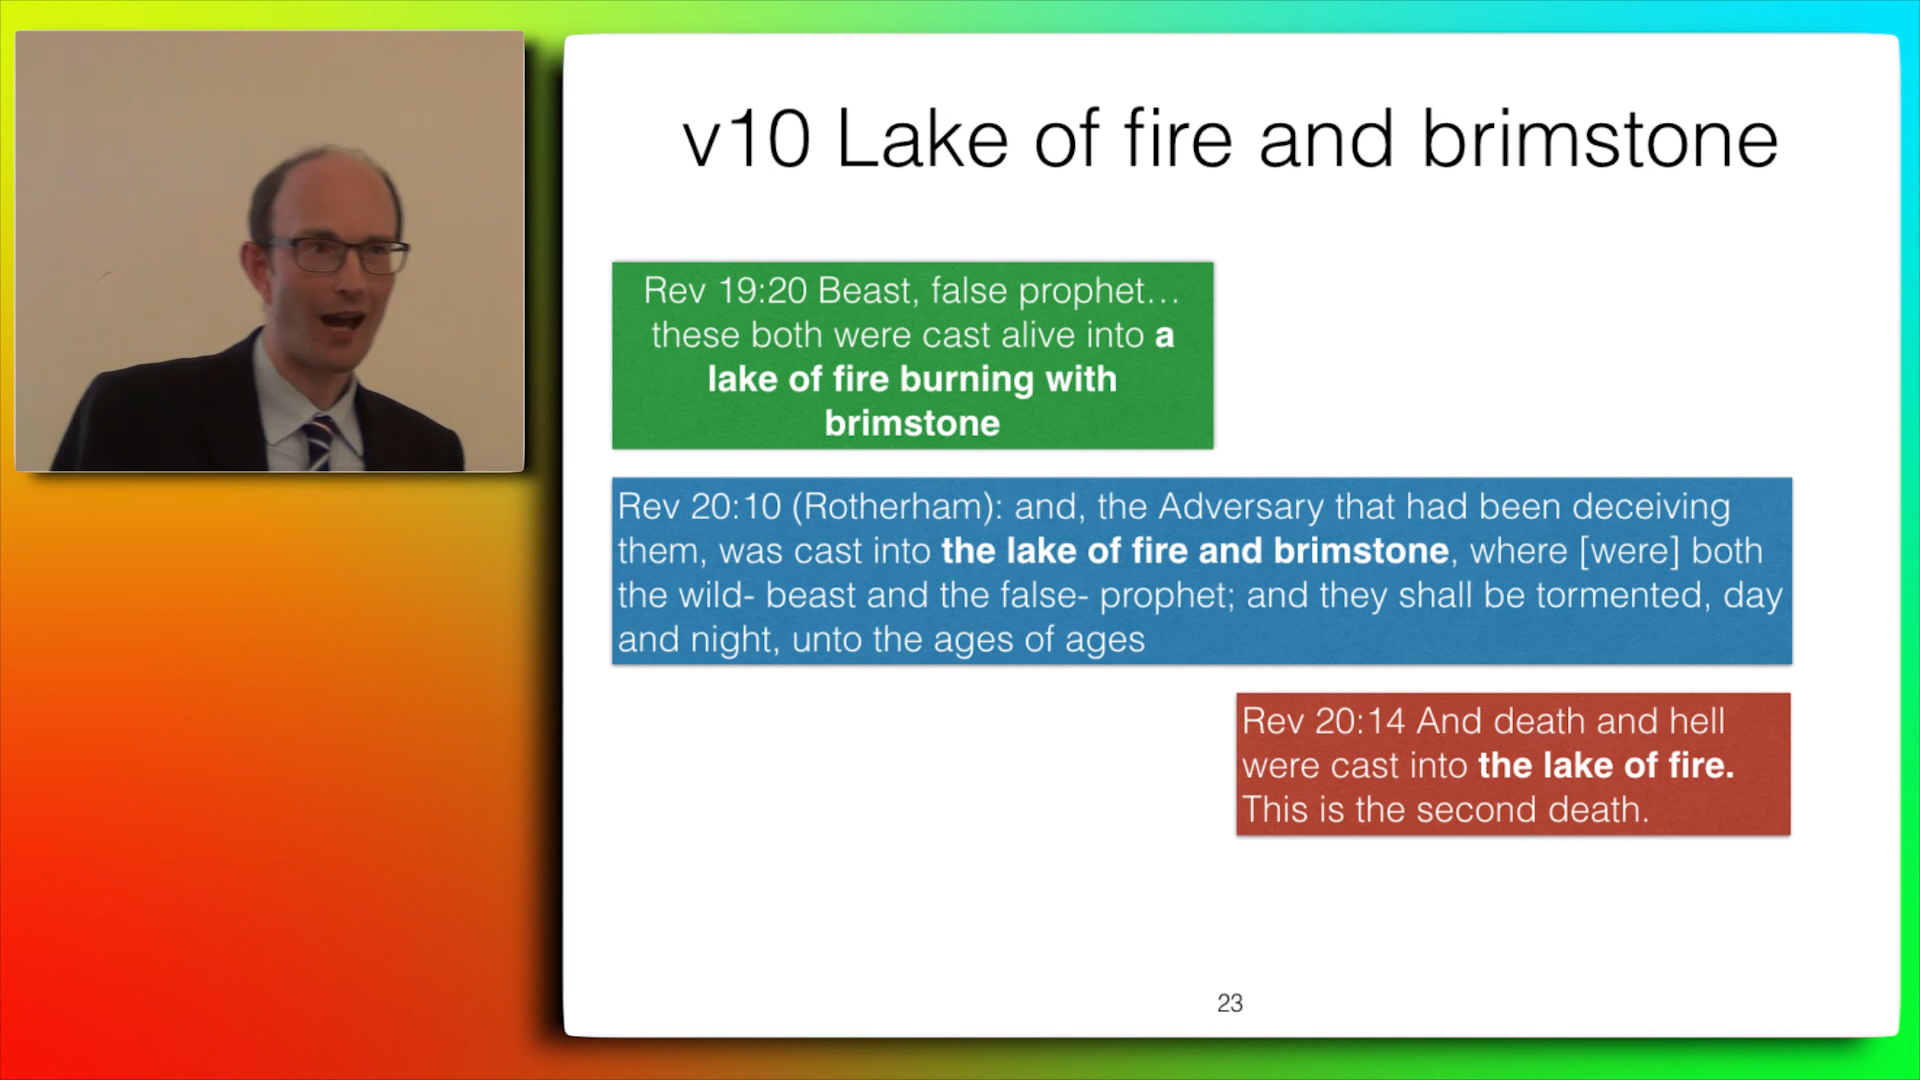 v10 Lake of fire and brimstone
Rev 19:20 Beast, false prophet…
these both were cast alive into a
lake of fire burning with
brimstone
Rev 20:10 (Rotherham): and, the Adversary that had been deceiving
them, was cast into the lake of fire and brimstone, where [were] both
the wild- beast and the false- prophet; and they shall be tormented, day
and night, unto the ages of ages
Rev 20:14 And death and hell
were cast into the lake of fire.
This is the second death.
23